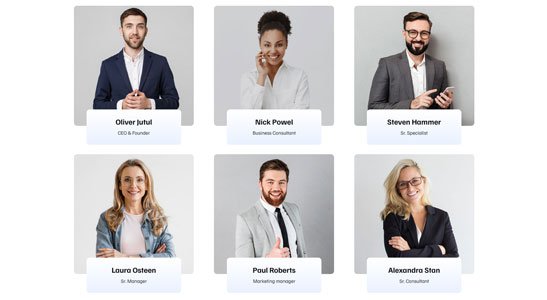 Oliver Jutul
CEO & Founder
Nick Powel
Business Consultant
Steven Hammer
Sr. Specialist
Laura Osteen
Sr. Manager
Paul Roberts
Marketing manager
Alexandra Stan
Sr. Consultant